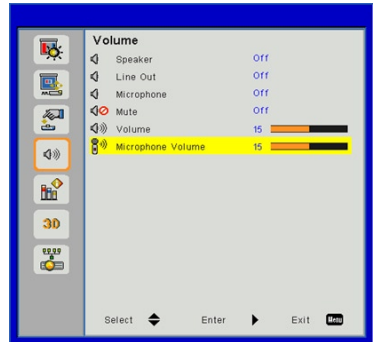 Volume
Speaker Off
Line Out Off
Microphone Off
Mute Off
Volume 15
Microphone Volume 15
3D
Select Enter Exit Menu